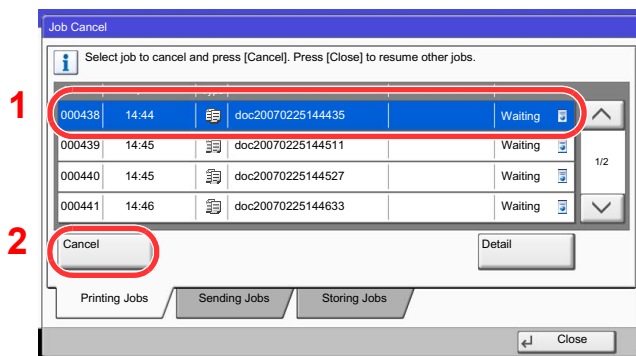 Job Cancel
Select job to cancel and press [Cancel]. Press [Close] to resume other jobs.
1
000438 14:44 doc20070225144435 Waiting
000439 14:45 doc20070225144511 Waiting
1/2
000440 14:45 doc20070225144527 Waiting
000441 14:46 doc20070225144633 Waiting
2
Cancel Detail
Printing Jobs Sending Jobs Storing Jobs
Close